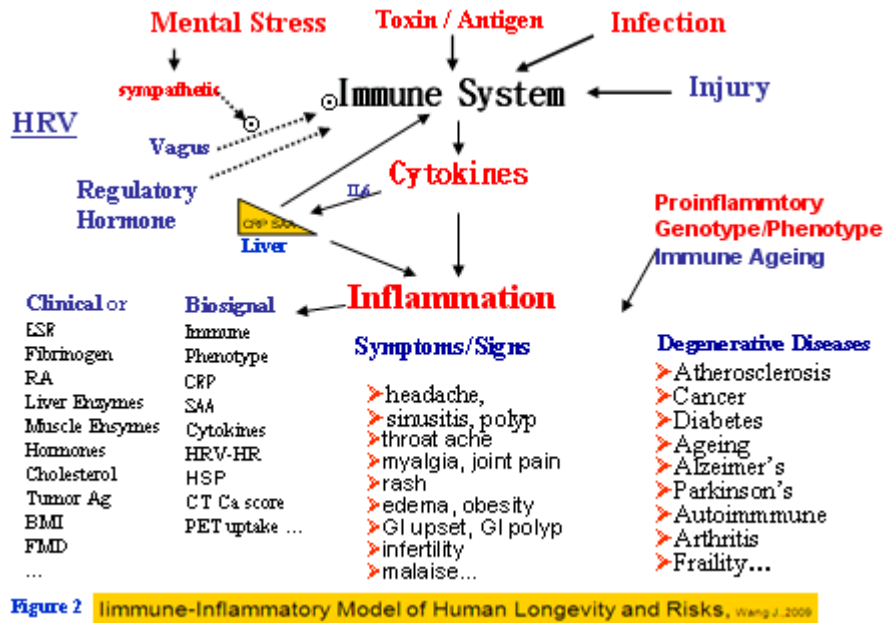 Mental Stress
Toxin / Antigen
Infection
sympathetic
Immune System
Injury
HRV
Vagus
Cytokines
Regulatory
Hormone
IL6
CRP SAA
Liver
Proinflammtory
Genotype/Phenotype
Immune Ageing
Inflammation
Clinical or
ESR
Fibrinogen
RA
Liver Enzymes
Muscle Ensymes
Hormones
Cholesterol
Tumor Ag
BMI
FMD
...
Biosignal
Immune
Phenotype
CRP
SAA
Cytokines
HRV-HR
HSP
CT Ca score
PET uptake ...
Symptoms/Signs
headache,
sinusitis, polyp
throat ache
myalgia, joint pain
rash
edema, obesity
GI upset, GI polyp
infertility
malaise...
Degenerative Diseases
Atherosclerosis
Cancer
Diabetes
Ageing
Alzeimer's
Parkinson's
Autoimmmune
Arthritis
Fraility...
Figure 2 Iimmune-Inflammatory Model of Human Longevity and Risks, Wang J.,2009